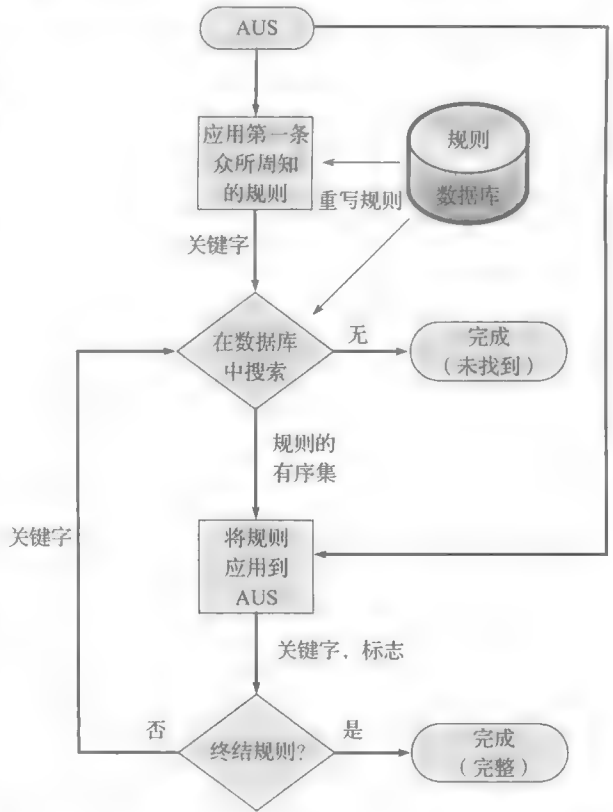 AUS
应用第一条
众所周知
的规则
规则
数据库
重写规则
关键字
在数据库
中搜索
无
完成
（未找到）
规则的
有序集
关键字
将规则
应用到
AUS
关键字，标志
否
终结规则?
是
完成
（完整）